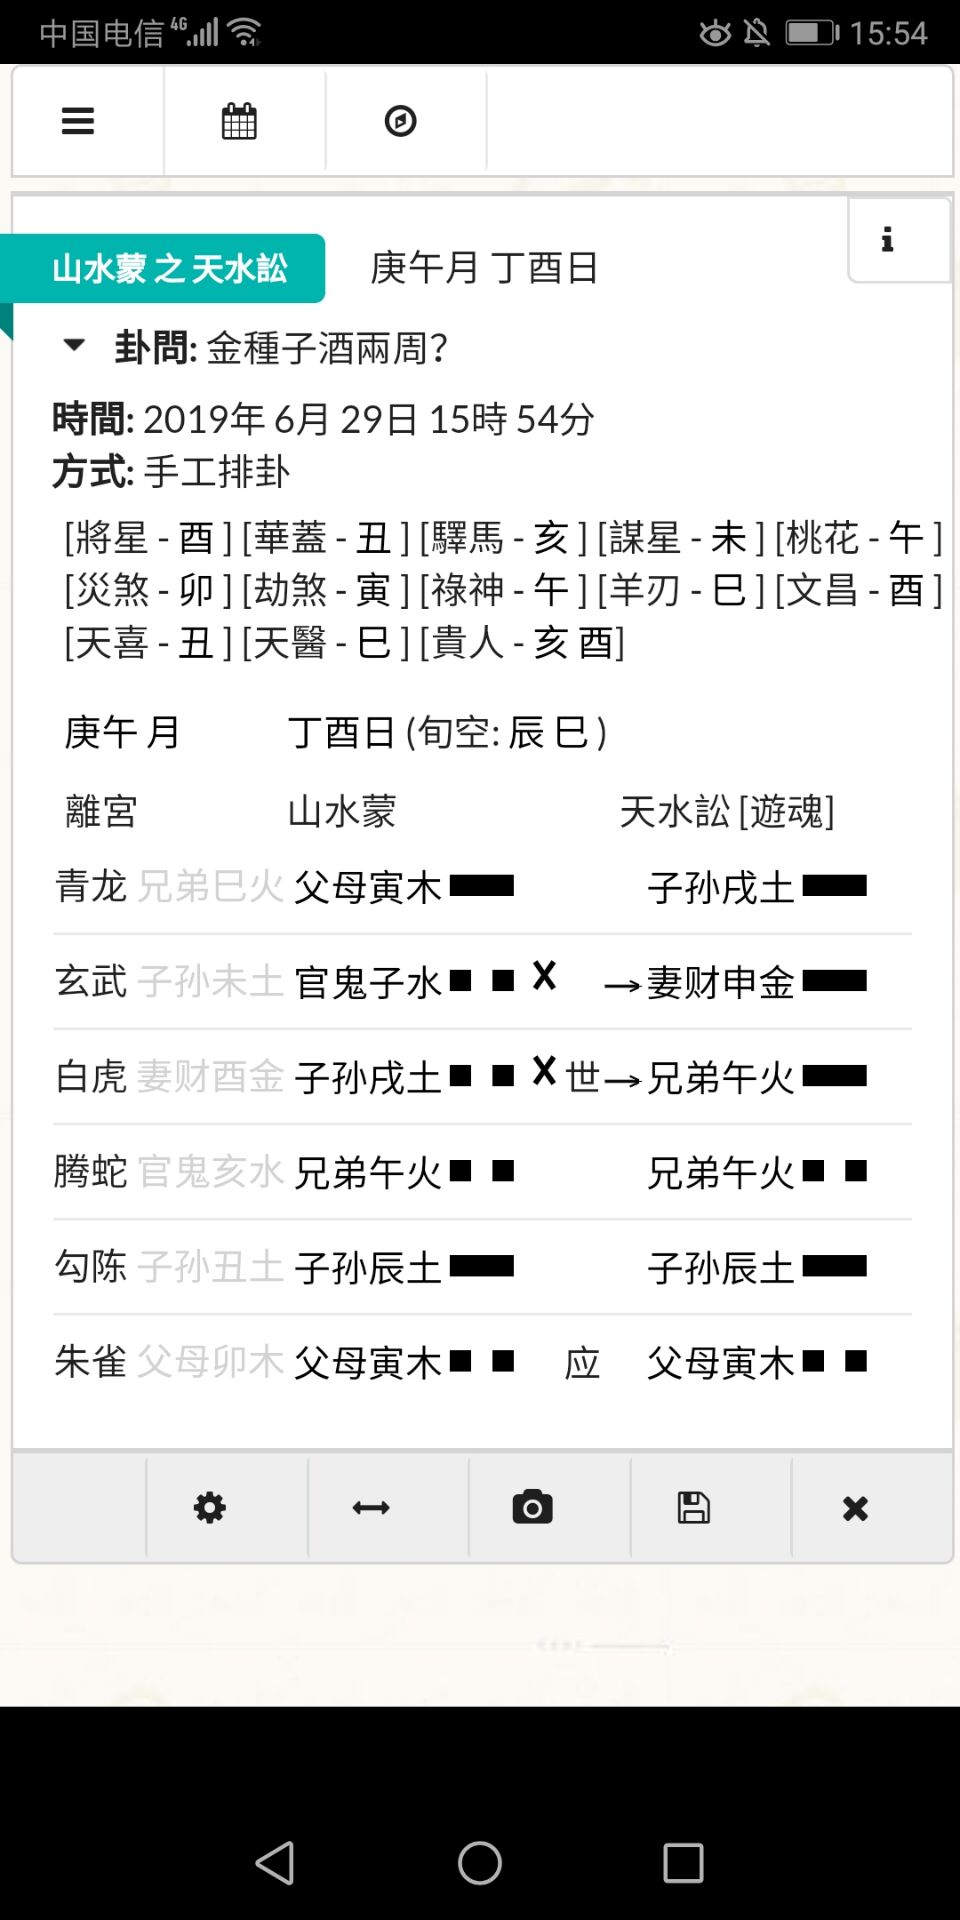 中国电信 4G 15:54
山水蒙 之 天水訟 庚午月 丁酉日
卦問: 金種子酒兩周?
時間: 2019年 6月 29日 15時 54分
方式: 手工排卦
[將星 - 酉 ] [華蓋 - 丑 ] [驛馬 - 亥 ] [謀星 - 未 ] [桃花 - 午 ]
[災煞 - 卯 ] [劫煞 - 寅 ] [祿神 - 午 ] [羊刃 - 巳 ] [文昌 - 酉 ]
[天喜 - 丑 ] [天醫 - 巳 ] [貴人 - 亥 酉]
庚午 月 丁酉日 (旬空: 辰 巳 )
離宮 山水蒙 天水訟 [遊魂]
青龙 兄弟巳火 父母寅木 子孙戌土
玄武 子孙未土 官鬼子水 X → 妻财申金
白虎 妻财酉金 子孙戌土 X 世 → 兄弟午火
腾蛇 官鬼亥水 兄弟午火 兄弟午火
勾陈 子孙丑土 子孙辰土 子孙辰土
朱雀 父母卯木 父母寅木 应 父母寅木